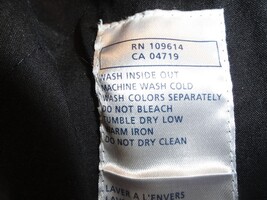 RN 109614
CA 04719
WASH INSIDE OUT
MACHINE WASH COLD
WASH COLORS SEPARATELY
DO NOT BLEACH
TUMBLE DRY LOW
WARM IRON
DO NOT DRY CLEAN
LAVER A L'ENVERS